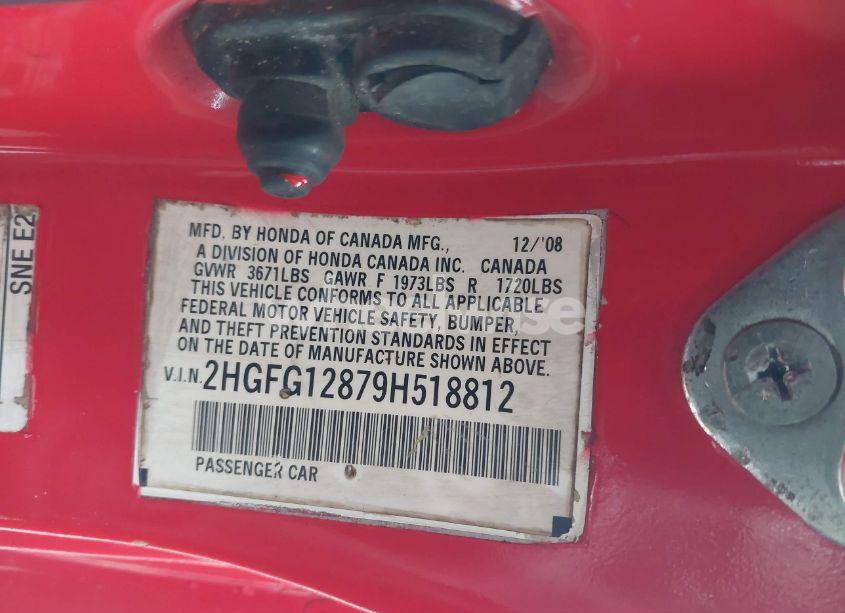 SNE E2
MFD. BY HONDA OF CANADA MFG., 12/'08
A DIVISION OF HONDA CANADA INC. CANADA
GVWR 3671LBS GAWR F 1973LBS R 1720LBS
THIS VEHICLE CONFORMS TO ALL APPLICABLE
FEDERAL MOTOR VEHICLE SAFETY, BUMPER,
AND THEFT PREVENTION STANDARDS IN EFFECT
ON THE DATE OF MANUFACTURE SHOWN ABOVE.
V.I.N. 2HGFG12879H518812
PASSENGER CAR